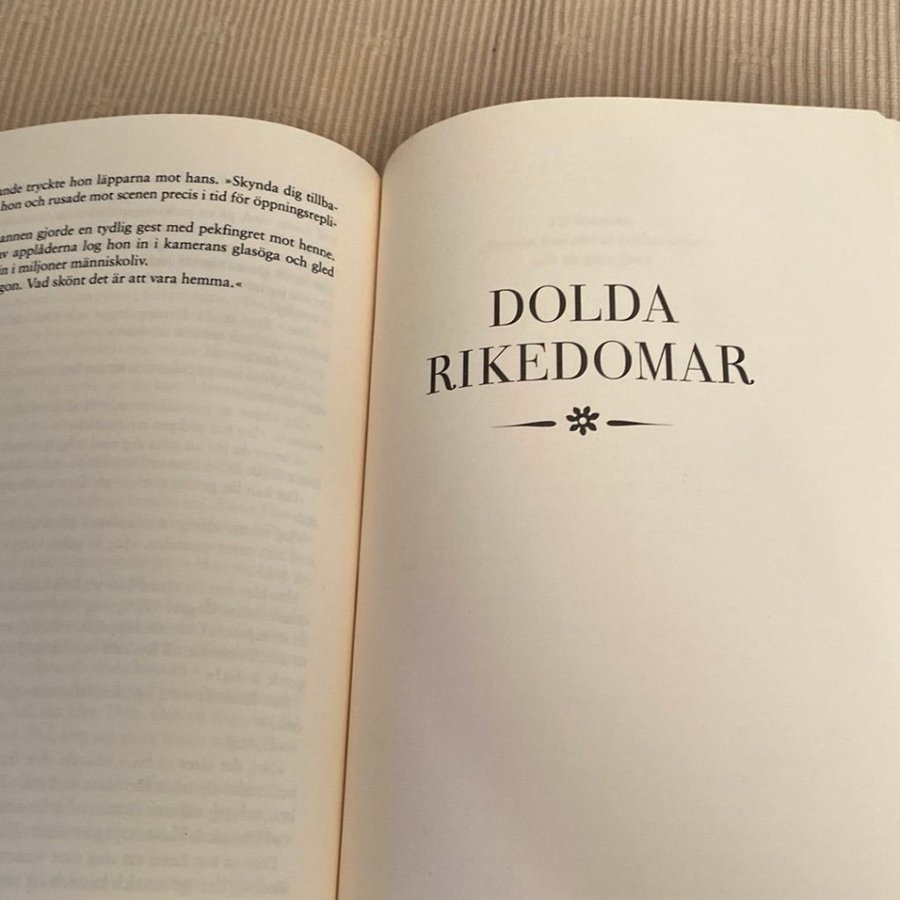 ande tryckte hon läpparna mot hans. »Skynda dig tillba-
hon och rusade mot scenen precis i tid för öppningsrepli-
annen gjorde en tydlig gest med pekfingret mot henne.
av applåderna log hon in i kamerans glasöga och gled
in i miljoner människoliv.
gon. Vad skönt det är att vara hemma.«
DOLDA
RIKEDOMAR